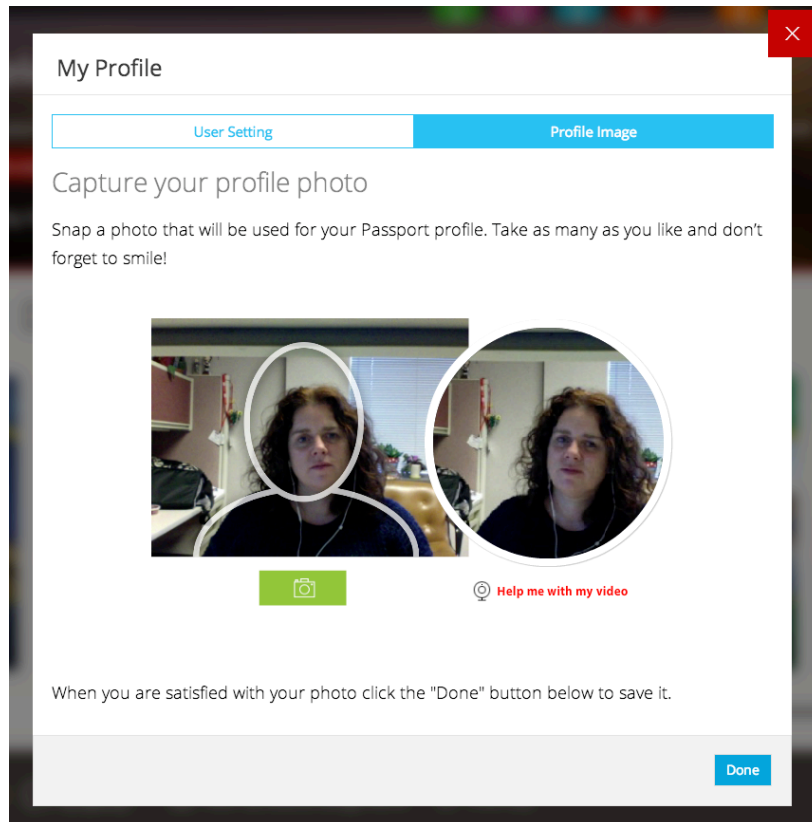 My Profile
User Setting
Profile Image
Capture your profile photo
Snap a photo that will be used for your Passport profile. Take as many as you like and don’t
forget to smile!
Help me with my video
When you are satisfied with your photo click the "Done" button below to save it.
Done